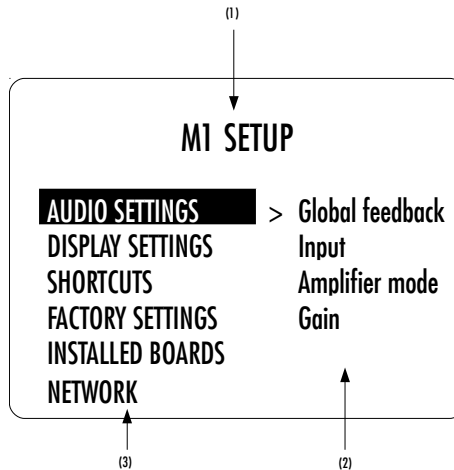 (1)
M1 SETUP
AUDIO SETTINGS > Global feedback
DISPLAY SETTINGS Input
SHORTCUTS Amplifier mode
FACTORY SETTINGS Gain
INSTALLED BOARDS
NETWORK
(3) (2)